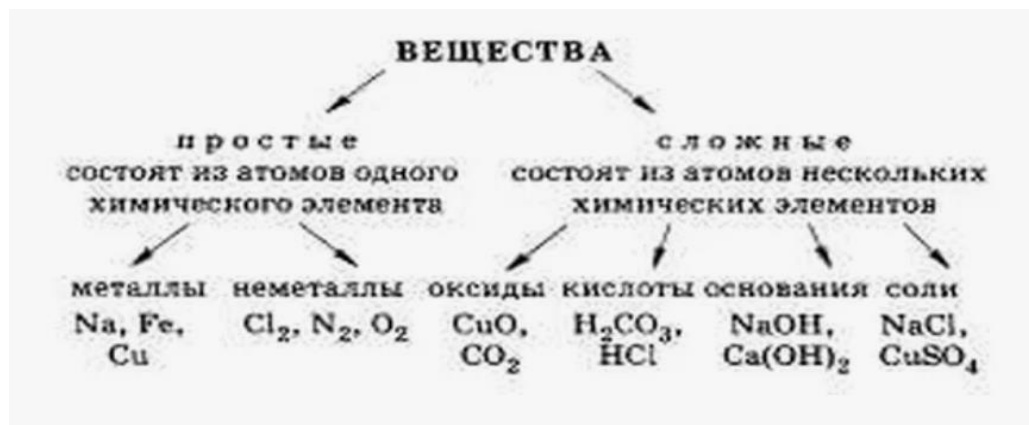 ВЕЩЕСТВА
простые сложные
состоят из атомов одного состоят из атомов нескольких
химического элемента химических элементов
металлы неметаллы оксиды кислоты основания соли
Na, Fe, Cl₂, N₂, O₂ CuO, H₂CO₃, NaOH, NaCl,
Cu CO₂ HCl Ca(OH)₂ CuSO₄